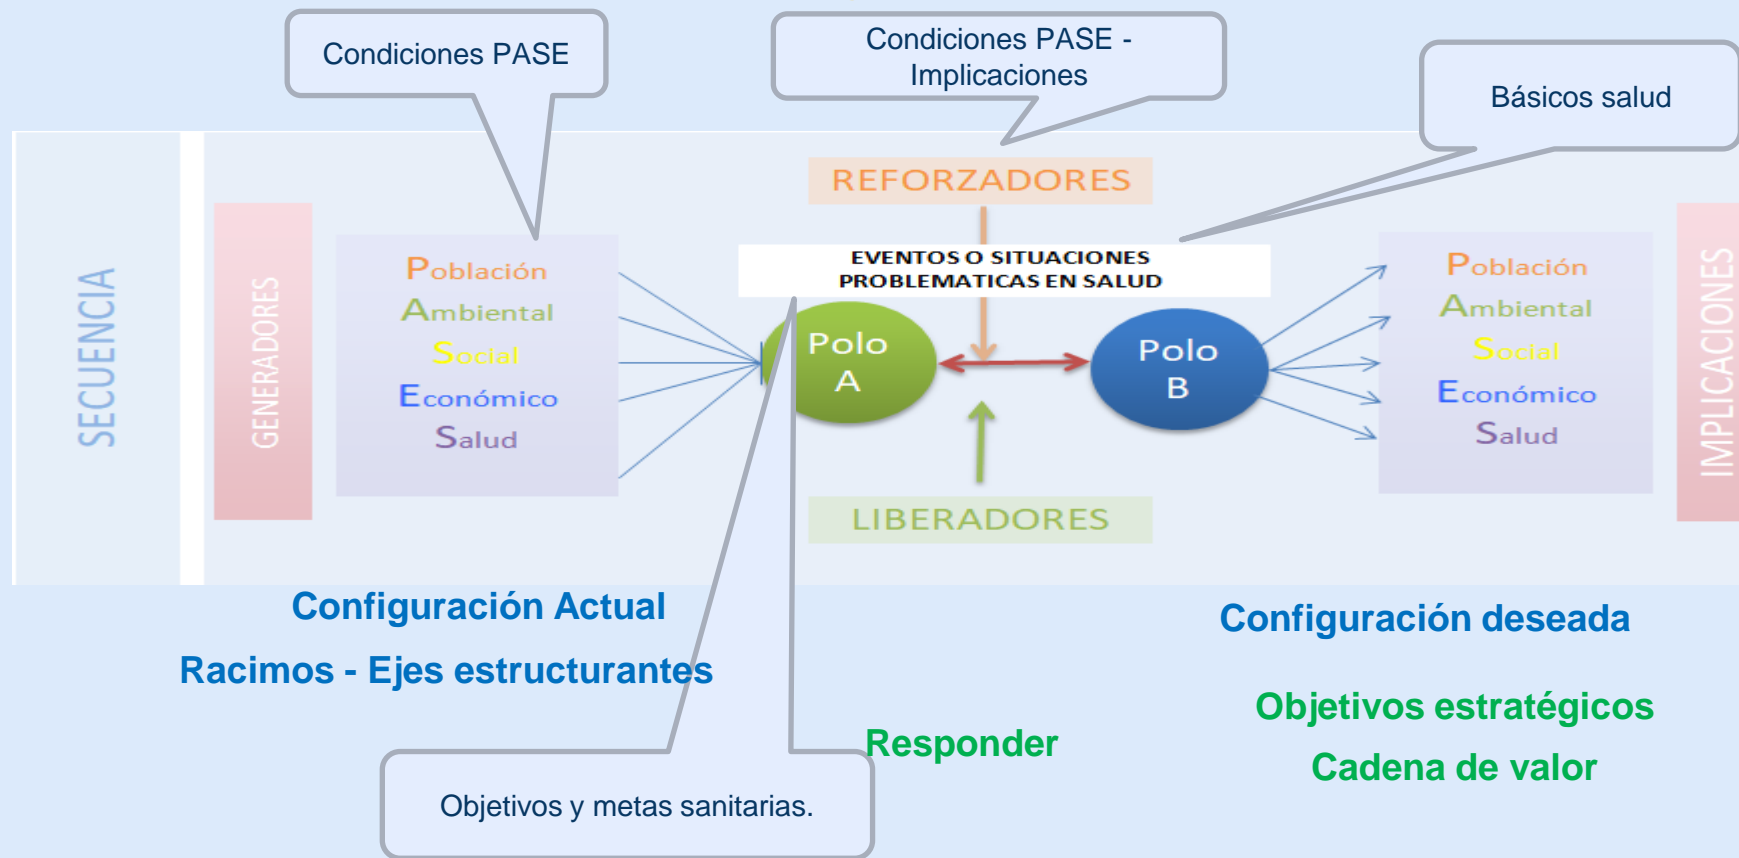 Condiciones PASE
Condiciones PASE -
Implicaciones
Básicos salud
SECUENCIA
GENERADORES
Población
Ambiental
Social
Económico
Salud
REFORZADORES
EVENTOS O SITUACIONES
PROBLEMATICAS EN SALUD
Polo
A
Polo
B
LIBERADORES
Población
Ambiental
Social
Económico
Salud
IMPLICACIONES
Configuración Actual
Racimos - Ejes estructurantes
Configuración deseada
Objetivos estratégicos
Cadena de valor
Responder
Objetivos y metas sanitarias.